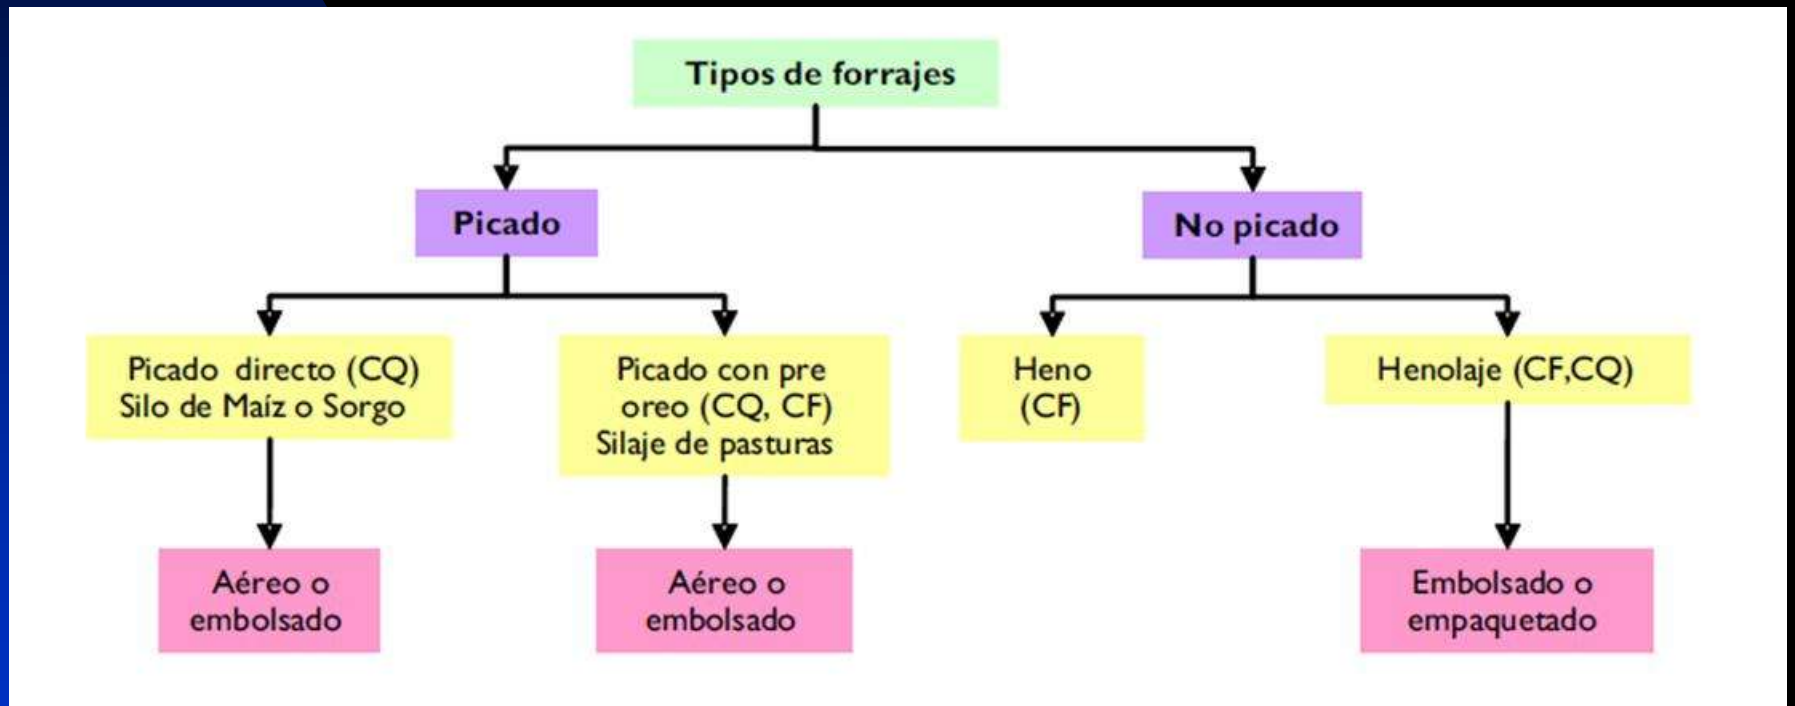 Tipos de forrajes
Picado
No picado
Picado directo (CQ)
Silo de Maíz o Sorgo
Picado con pre
oreo (CQ, CF)
Silaje de pasturas
Heno
(CF)
Henolaje (CF,CQ)
Aéreo o
embolsado
Aéreo o
embolsado
Embolsado o
empaquetado